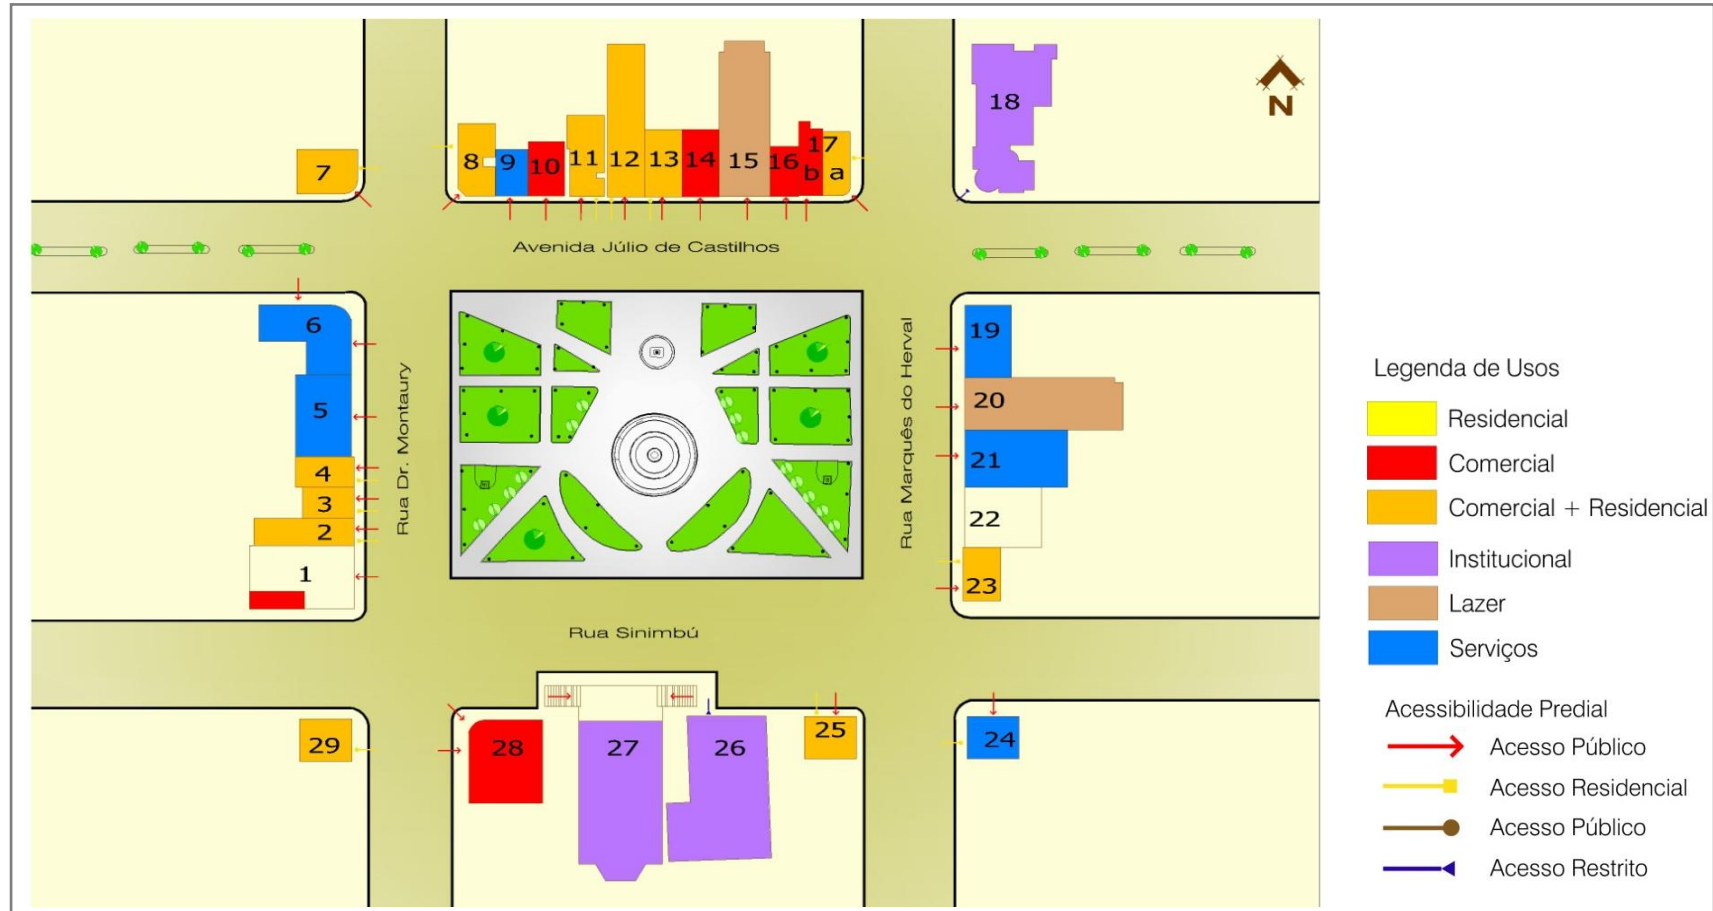 18
N
7
8
9
10
11
12
13
14
15
16
17
b
a
Avenida Júlio de Castilhos
6
5
4
3
2
1
Rua Dr. Montaury
Rua Marquês do Herval
19
20
21
22
23
Rua Sinimbú
29
28
27
26
25
24
Legenda de Usos
Residencial
Comercial
Comercial + Residencial
Institucional
Lazer
Serviços
Acessibilidade Predial
Acesso Público
Acesso Residencial
Acesso Público
Acesso Restrito